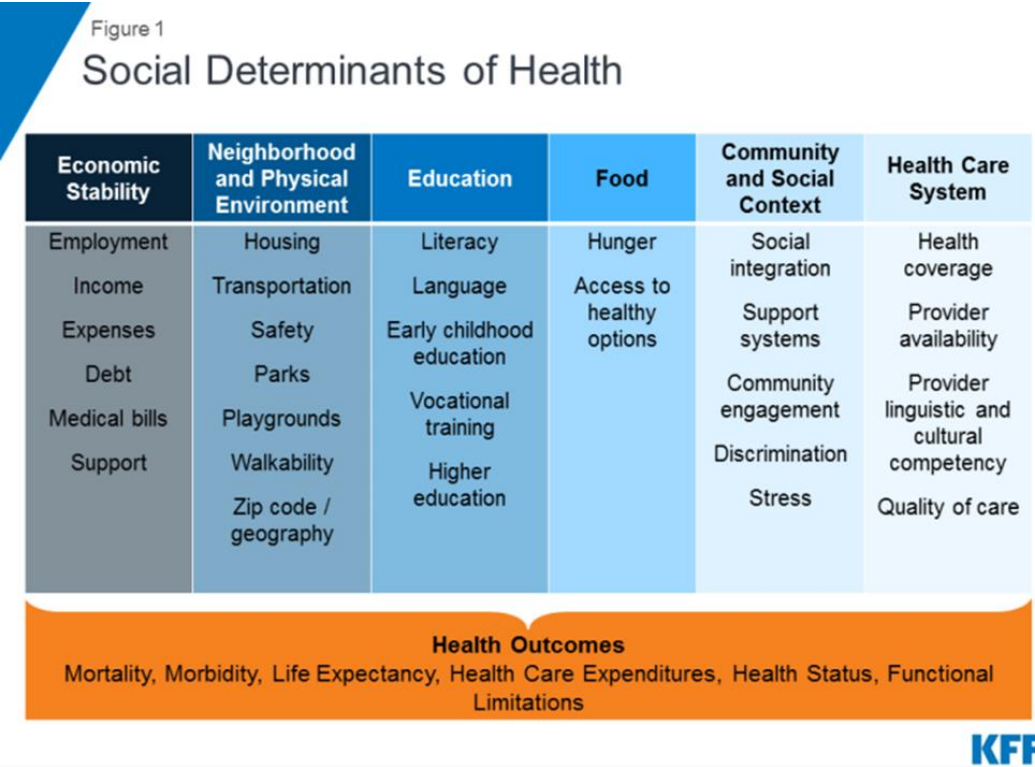 Figure 1
Social Determinants of Health
Economic
Stability
Neighborhood
and Physical
Environment
Education
Food
Community
and Social
Context
Health Care
System
Employment
Income
Expenses
Debt
Medical bills
Support
Housing
Transportation
Safety
Parks
Playgrounds
Walkability
Zip code /
geography
Literacy
Language
Early childhood
education
Vocational
training
Higher
education
Hunger
Access to
healthy
options
Social
integration
Support
systems
Community
engagement
Discrimination
Stress
Health
coverage
Provider
availability
Provider
linguistic and
cultural
competency
Quality of care
Health Outcomes
Mortality, Morbidity, Life Expectancy, Health Care Expenditures, Health Status, Functional
Limitations
KFF